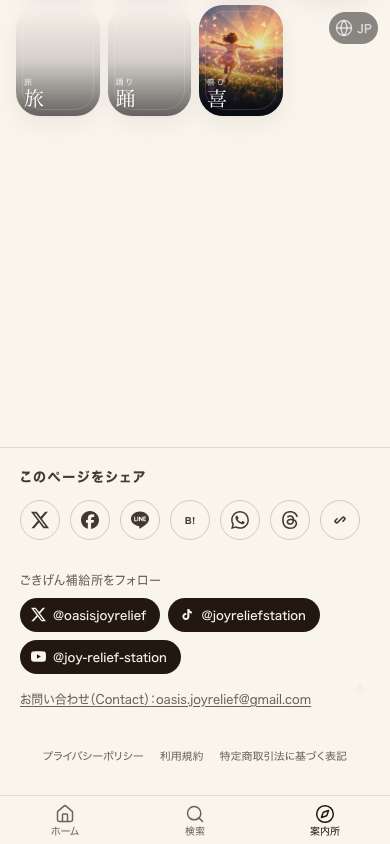 JP
旅
旅
踊り
踊
喜び
喜
このページをシェア
LINE
B!
ごきげん補給所をフォロー
@oasisjoyrelief
@joyreliefstation
@joy-relief-station
お問い合わせ(Contact):oasis.joyrelief@gmail.com
プライバシーポリシー 利用規約 特定商取引法に基づく表記
ホーム 検索 案内所